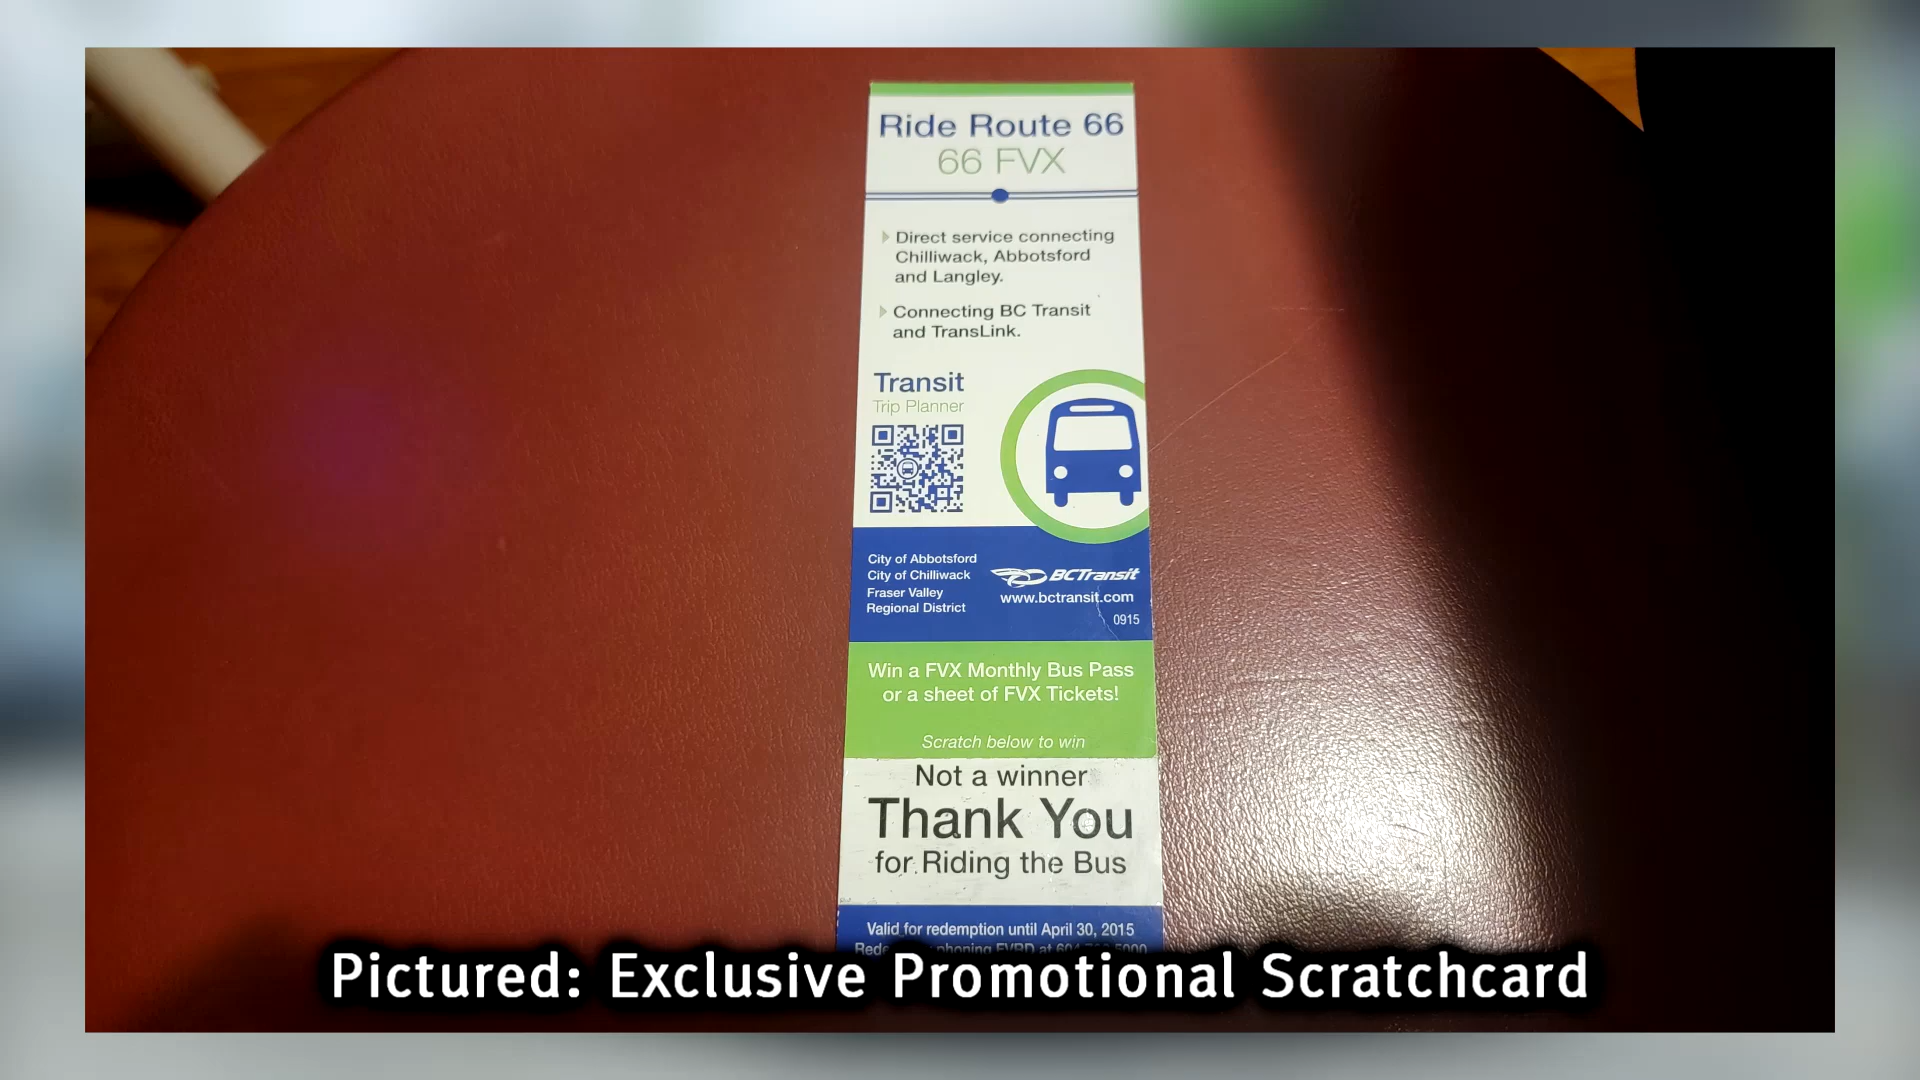 Ride Route 66
66 FVX
Direct service connecting
Chilliwack, Abbotsford
and Langley.
Connecting BC Transit
and TransLink.
Transit
Trip Planner
City of Abbotsford
City of Chilliwack
Fraser Valley
Regional District
BCTransit
www.bctransit.com
0915
Win a FVX Monthly Bus Pass
or a sheet of FVX Tickets!
Scratch below to win
Not a winner
Thank You
for Riding the Bus
Valid for redemption until April 30, 2015
phoning FVRD at
Pictured: Exclusive Promotional Scratchcard